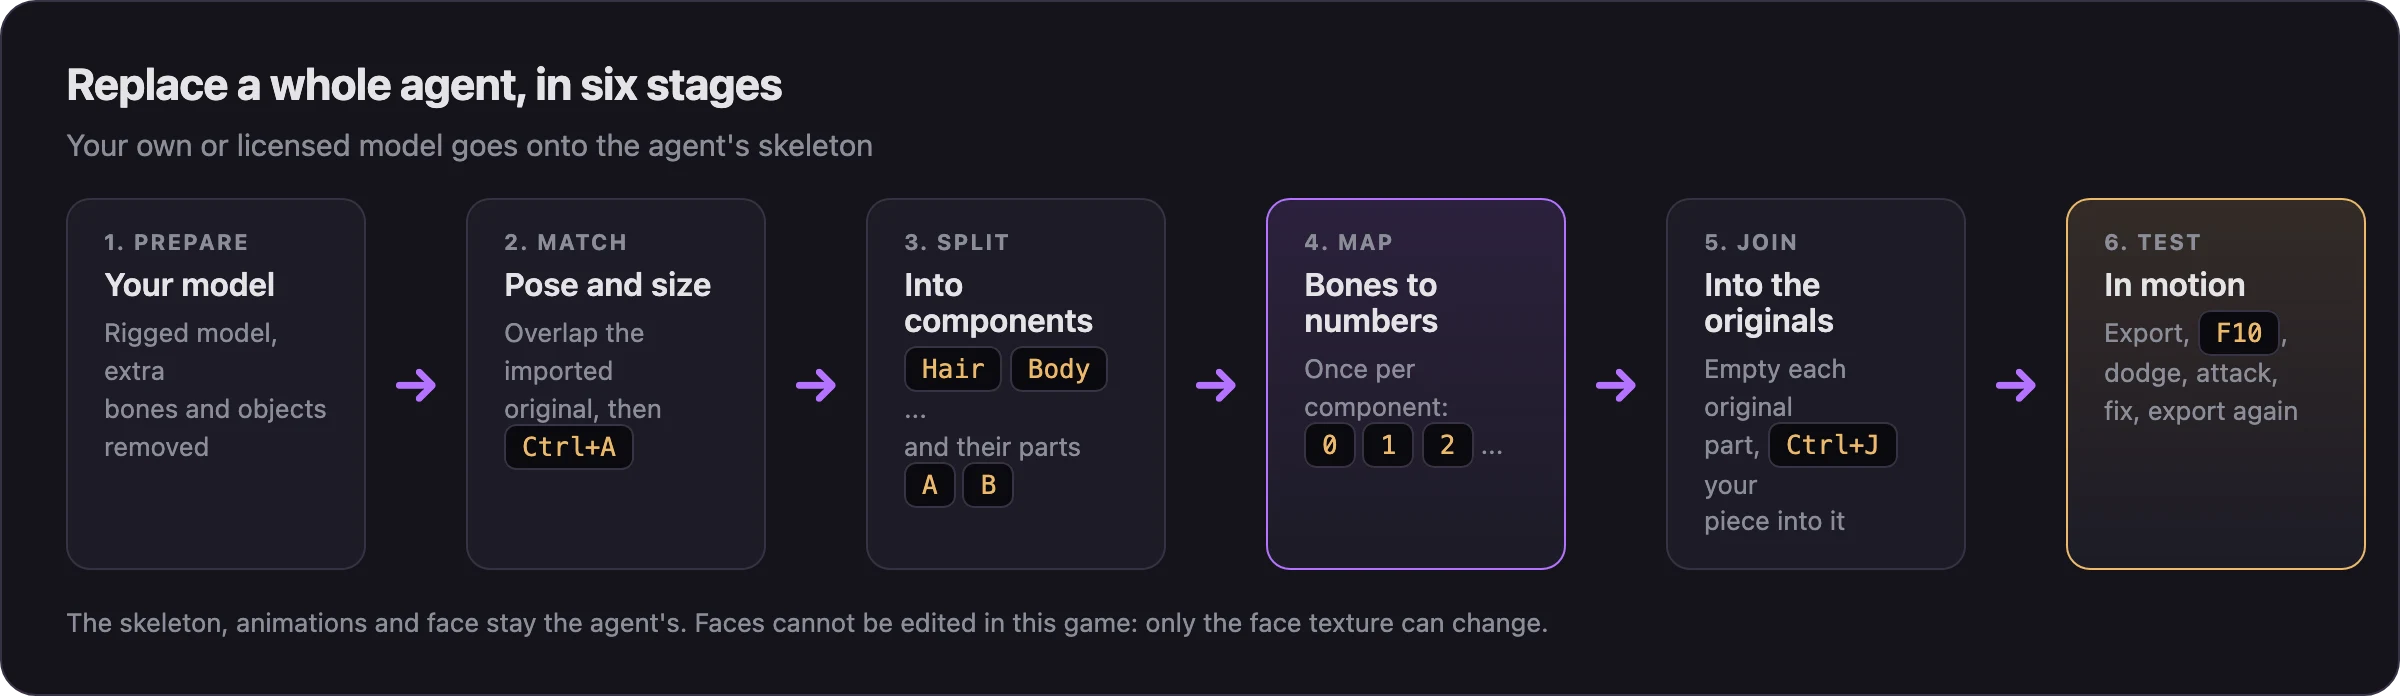 Replace a whole agent, in six stages
Your own or licensed model goes onto the agent's skeleton
1. PREPARE
Your model
Rigged model,
extra
bones and objects
removed
2. MATCH
Pose and size
Overlap the
imported
original, then
Ctrl+A
3. SPLIT
Into
components
Hair Body
...
and their parts
A B
4. MAP
Bones to
numbers
Once per
component:
0 1 2 ...
5. JOIN
Into the
originals
Empty each
original
part, Ctrl+J
your
piece into it
6. TEST
In motion
Export, F10 ,
dodge, attack,
fix, export again
The skeleton, animations and face stay the agent's. Faces cannot be edited in this game: only the face texture can change.